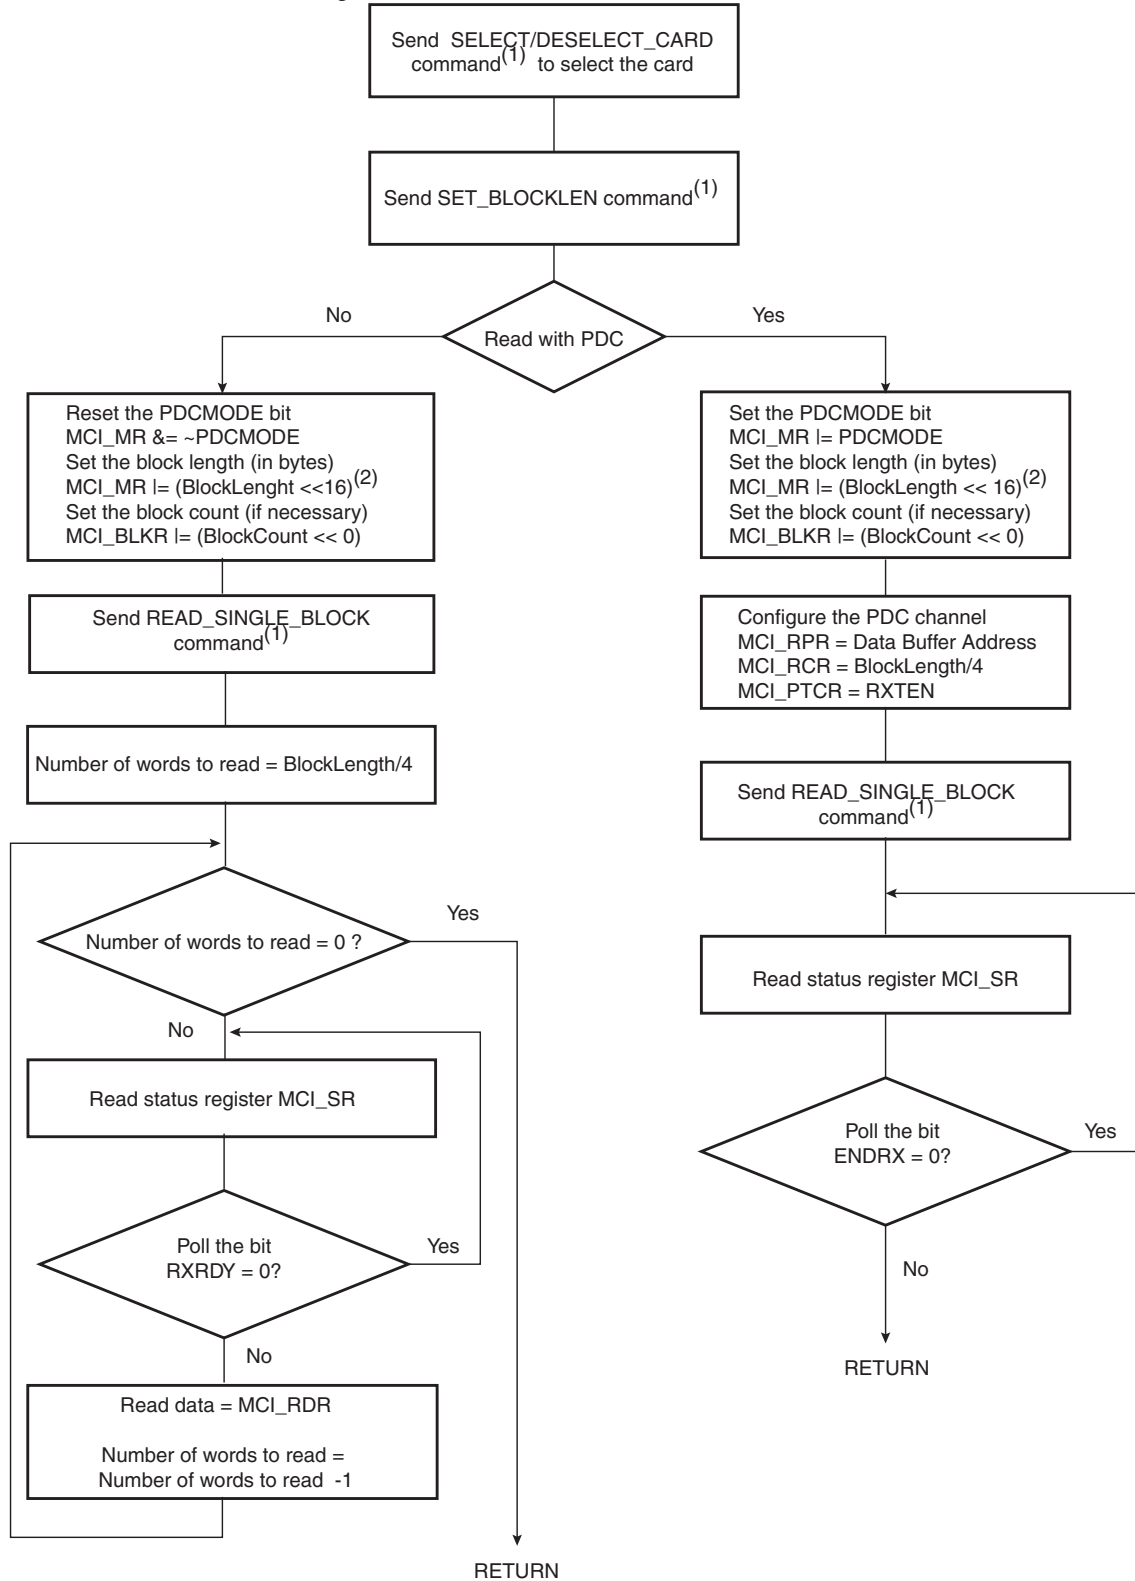 Send SELECT/DESELECT_CARD
command(1) to select the card
Send SET_BLOCKLEN command(1)
No
Yes
Read with PDC
Reset the PDCMODE bit
MCI_MR &= ~PDCMODE
Set the block length (in bytes)
MCI_MR |= (BlockLenght <<16)(2)
Set the block count (if necessary)
MCI_BLKR |= (BlockCount << 0)
Send READ_SINGLE_BLOCK
command(1)
Number of words to read = BlockLength/4
Yes
Number of words to read = 0 ?
No
Read status register MCI_SR
Poll the bit
RXRDY = 0?
Yes
No
Read data = MCI_RDR
Number of words to read =
Number of words to read -1
RETURN
Set the PDCMODE bit
MCI_MR |= PDCMODE
Set the block length (in bytes)
MCI_MR |= (BlockLength << 16)(2)
Set the block count (if necessary)
MCI_BLKR |= (BlockCount << 0)
Configure the PDC channel
MCI_RPR = Data Buffer Address
MCI_RCR = BlockLength/4
MCI_PTCR = RXTEN
Send READ_SINGLE_BLOCK
command(1)
Read status register MCI_SR
Poll the bit
ENDRX = 0?
Yes
No
RETURN